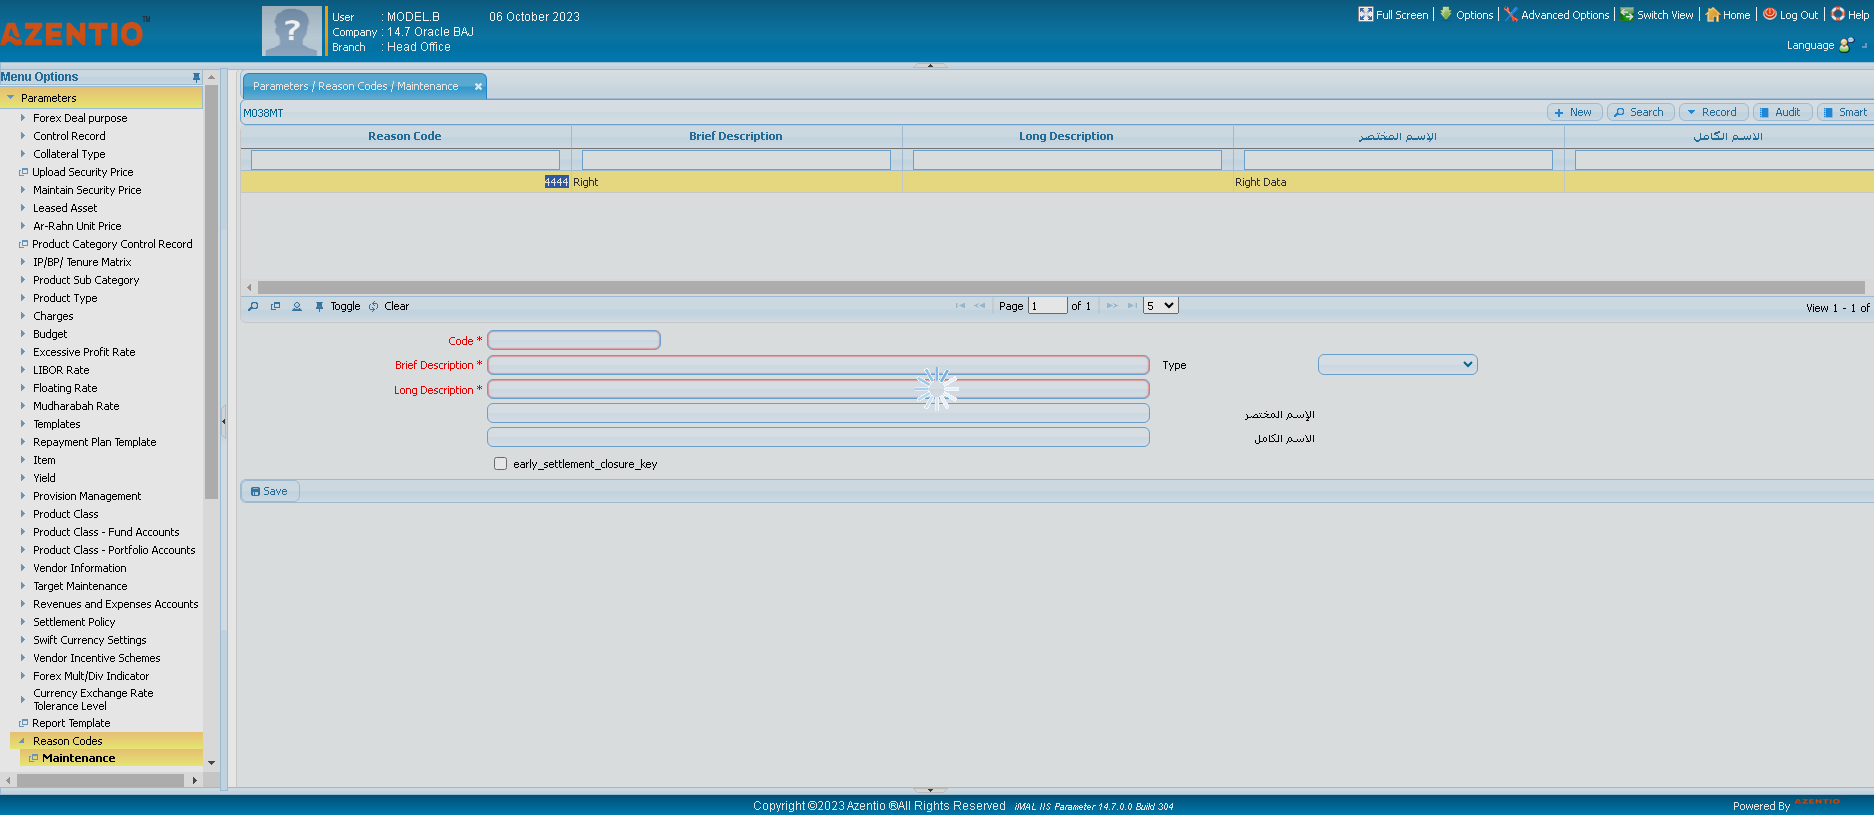 AZENTIO™
User : MODEL.B 06 October 2023
Company : 14.7 Oracle BAJ
Branch : Head Office
Full Screen Options Advanced Options Switch View Home Log Out Help
Language
Menu Options
Parameters
Forex Deal purpose
Control Record
Collateral Type
Upload Security Price
Maintain Security Price
Leased Asset
Ar-Rahn Unit Price
Product Category Control Record
IP/BP/ Tenure Matrix
Product Sub Category
Product Type
Charges
Budget
Excessive Profit Rate
LIBOR Rate
Floating Rate
Mudharabah Rate
Templates
Repayment Plan Template
Item
Yield
Provision Management
Product Class
Product Class - Fund Accounts
Product Class - Portfolio Accounts
Vendor Information
Target Maintenance
Revenues and Expenses Accounts
Settlement Policy
Swift Currency Settings
Vendor Incentive Schemes
Forex Mult/Div Indicator
Currency Exchange Rate
Tolerance Level
Report Template
Reason Codes
Maintenance
Parameters / Reason Codes / Maintenance
M038MT
New Search Record Audit Smart
Reason Code Brief Description Long Description الإسم المختصر الاسم الكامل
4444 Right Right Data
Toggle Clear Page 1 of 1 5 View 1 - 1 of
Code *
Brief Description * Type
Long Description *
الإسم المختصر
الاسم الكامل
early_settlement_closure_key
Save
Copyright ©2023 Azentio ®All Rights Reserved iMAL IIS Parameter 14.7.0.0 Build 304
Powered By AZENTIO